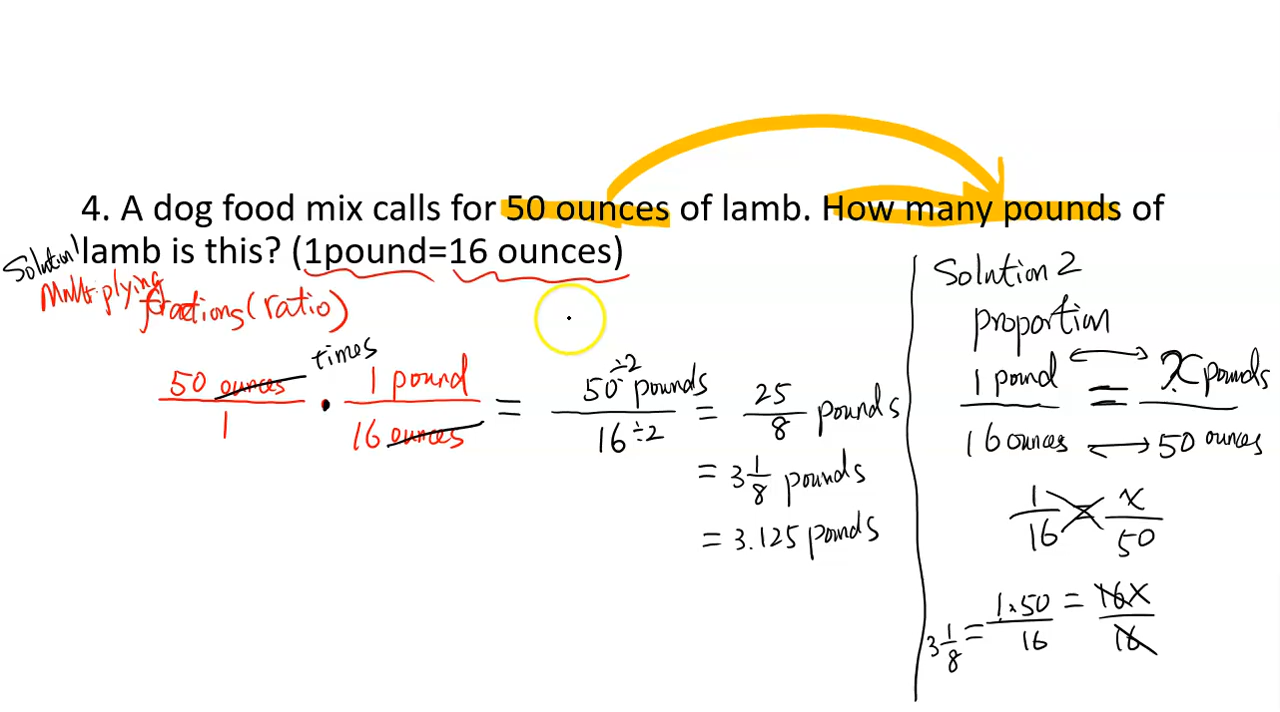 4. A dog food mix calls for 50 ounces of lamb. How many pounds of
lamb is this? (1pound=16 ounces)
Solution 1
Multiplying
fractions (ratio)
50 ounces / 1 times • 1 pound / 16 ounces = 50 ÷2 pounds / 16 ÷2 = 25 / 8 pounds
= 3 1/8 pounds
= 3.125 pounds
Solution 2
proportion
1 pound / 16 ounces = x pounds / 50 ounces
1/16 = x/50
3 1/8 = 1×50 / 16 = 16x / 16